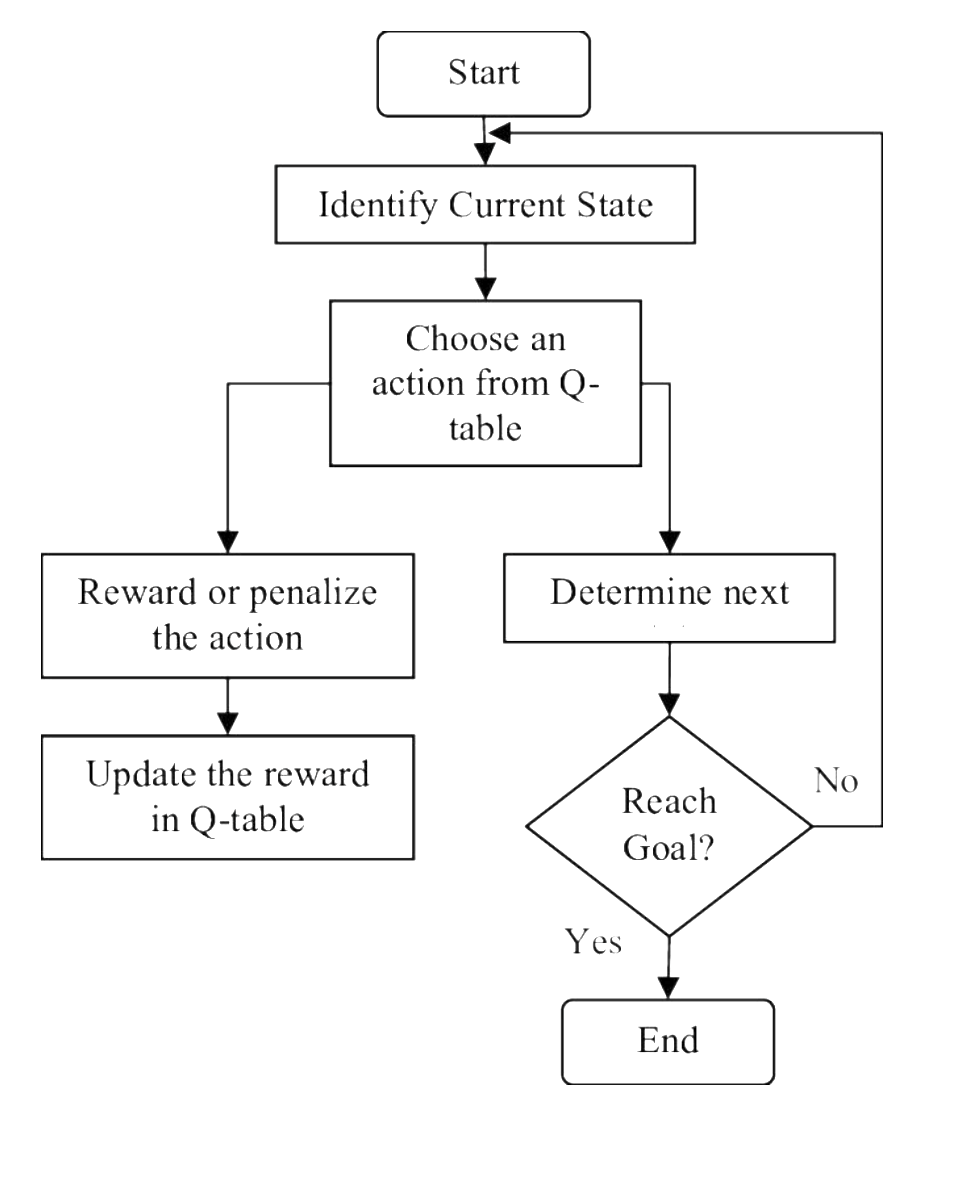 Start
Identify Current State
Choose an
action from Q-
table
Reward or penalize
the action
Determine next
Update the reward
in Q-table
Reach
Goal?
No
Yes
End